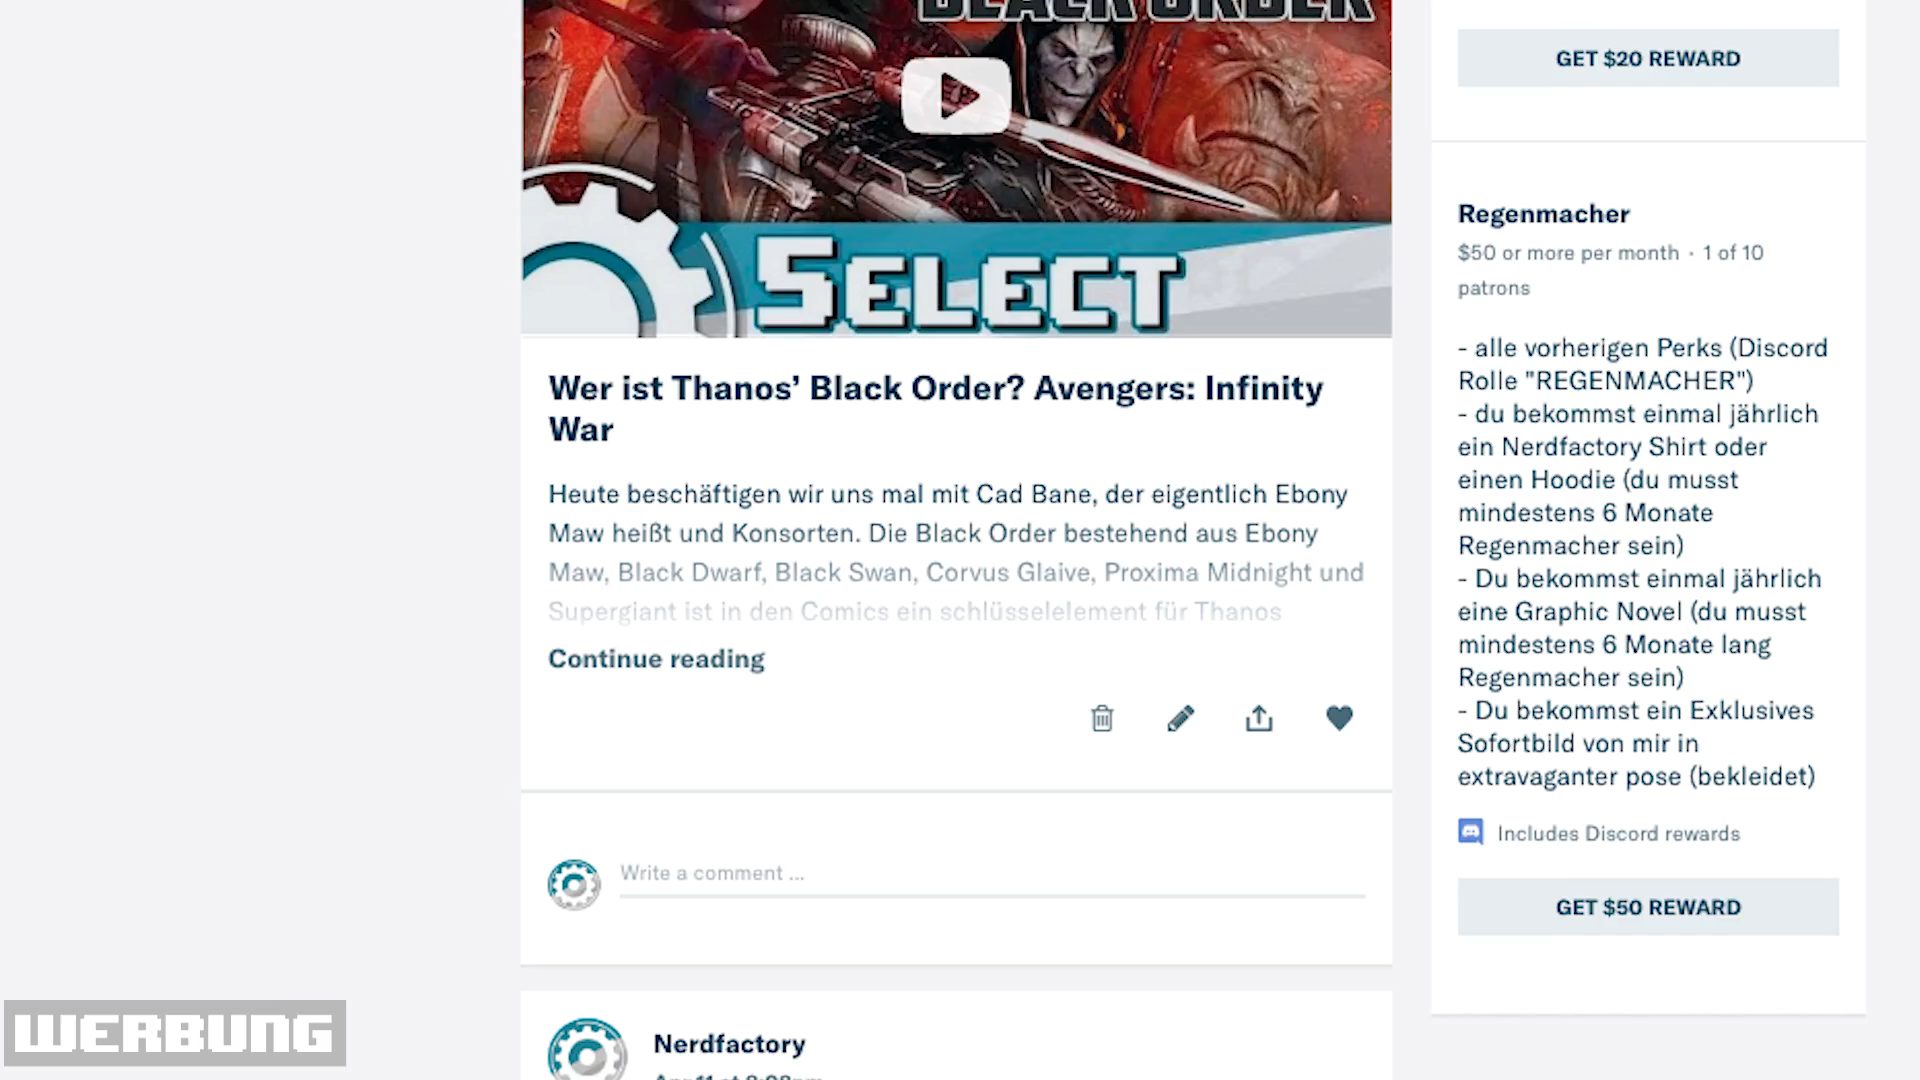 BLACK ORDER
SELECT
Wer ist Thanos’ Black Order? Avengers: Infinity
War
Heute beschäftigen wir uns mal mit Cad Bane, der eigentlich Ebony
Maw heißt und Konsorten. Die Black Order bestehend aus Ebony
Maw, Black Dwarf, Black Swan, Corvus Glaive, Proxima Midnight und
Supergiant ist in den Comics ein schlüsselelement für Thanos
Continue reading
Write a comment ...
Nerdfactory
GET $20 REWARD
Regenmacher
$50 or more per month · 1 of 10
patrons
- alle vorherigen Perks (Discord
Rolle "REGENMACHER")
- du bekommst einmal jährlich
ein Nerdfactory Shirt oder
einen Hoodie (du musst
mindestens 6 Monate
Regenmacher sein)
- Du bekommst einmal jährlich
eine Graphic Novel (du musst
mindestens 6 Monate lang
Regenmacher sein)
- Du bekommst ein Exklusives
Sofortbild von mir in
extravaganter pose (bekleidet)
Includes Discord rewards
GET $50 REWARD
WERBUNG